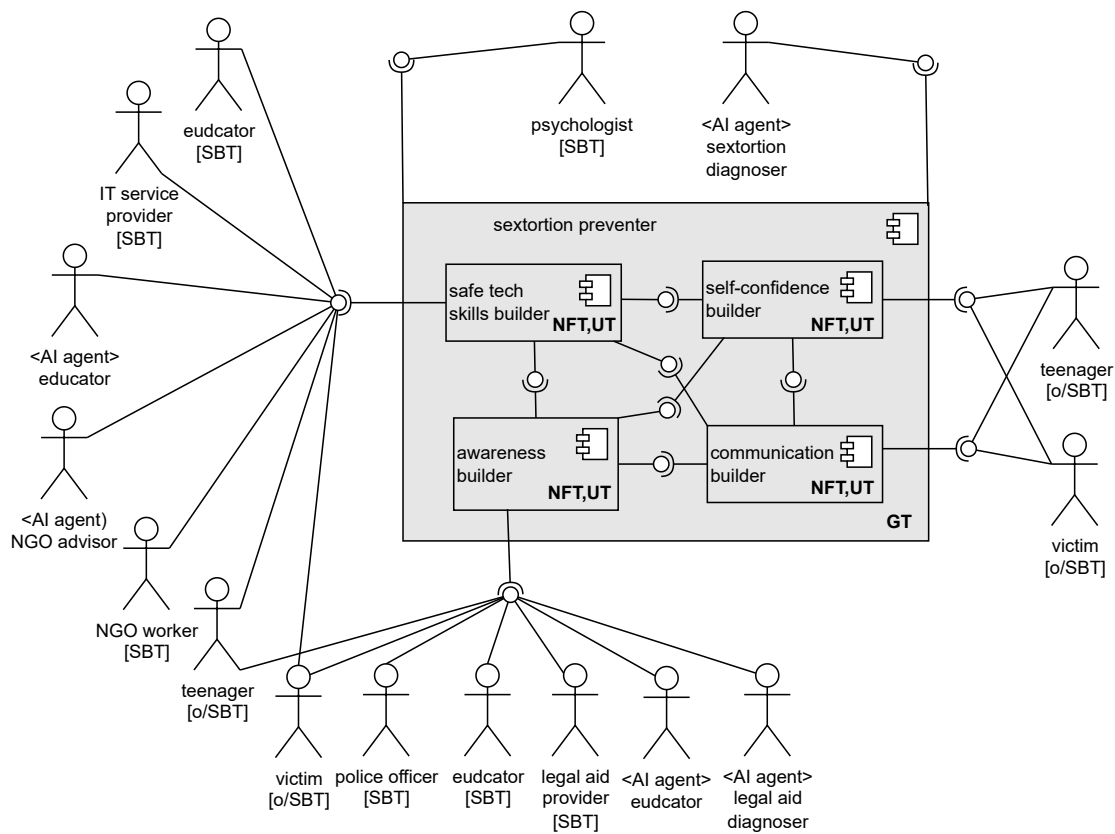 eudcator
[SBT]
psychologist
[SBT]
<AI agent>
sextortion
diagnoser
IT service
provider
[SBT]
sextortion preventer
safe tech
skills builder
NFT,UT
self-confidence
builder
NFT,UT
<AI agent>
educator
teenager
[o/SBT]
awareness
builder
NFT,UT
communication
builder
NFT,UT
GT
<AI agent)
NGO advisor
victim
[o/SBT]
NGO worker
[SBT]
teenager
[o/SBT]
victim
[o/SBT]
police officer
[SBT]
eudcator
[SBT]
legal aid
provider
[SBT]
<AI agent>
eudcator
<AI agent>
legal aid
diagnoser